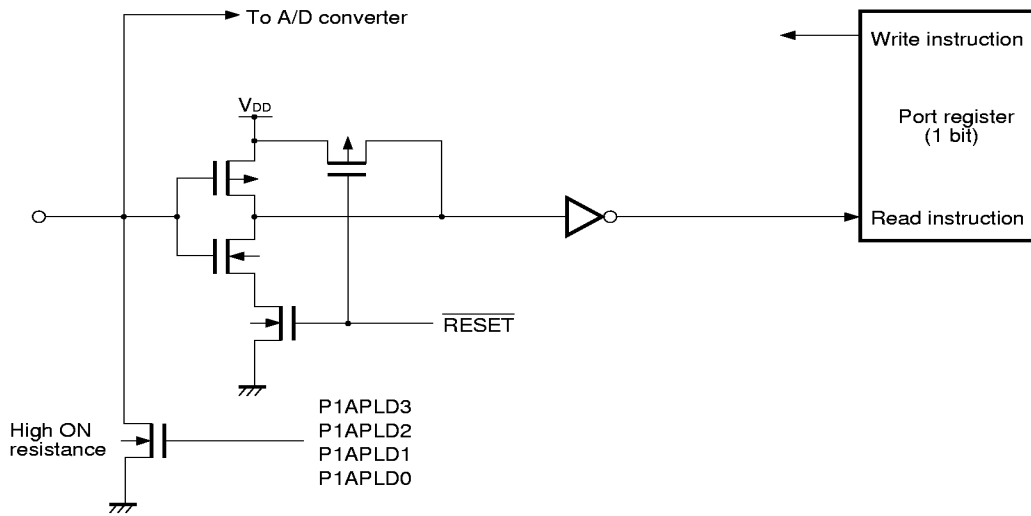 To A/D converter
Write instruction
VDD
Port register
(1 bit)
Read instruction
RESET
P1APLD3
High ON
resistance
P1APLD2
P1APLD1
P1APLD0